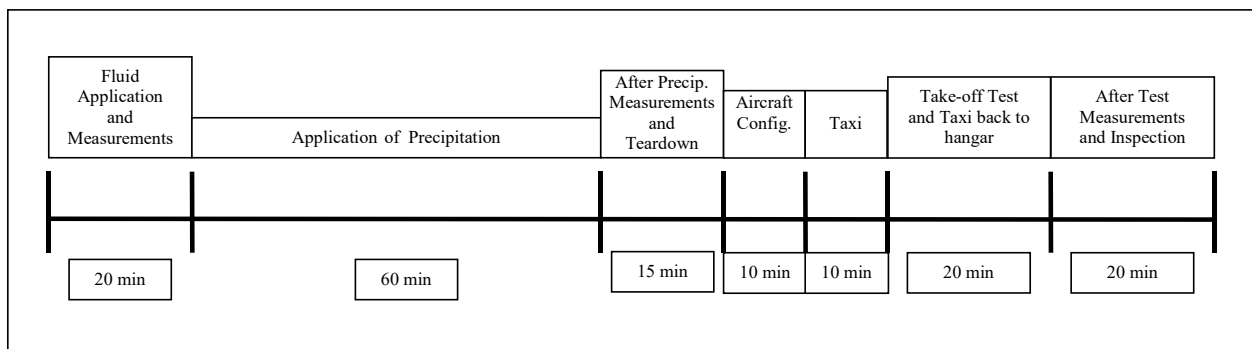 Fluid
Application
and
Measurements
Application of Precipitation
After Precip.
Measurements
and
Teardown
Aircraft
Config.
Taxi
Take-off Test
and Taxi back to
hangar
After Test
Measurements
and Inspection
20 min
60 min
15 min
10 min
10 min
20 min
20 min